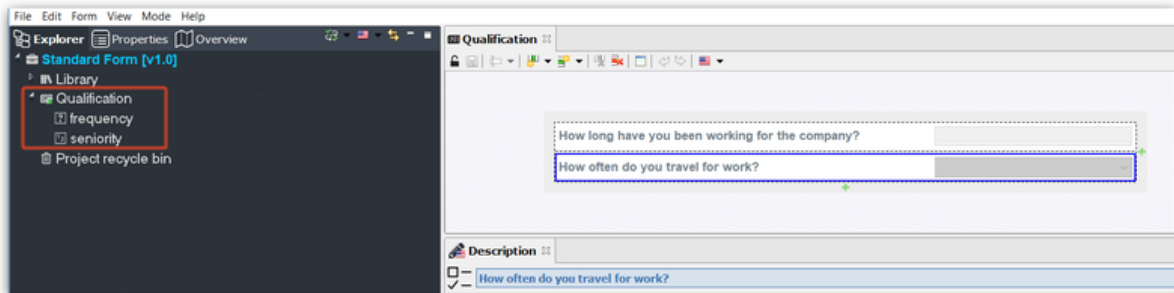 File Edit Form View Mode Help
Explorer Properties Overview
Standard Form [v1.0]
Library
Qualification
frequency
seniority
Project recycle bin
Qualification
How long have you been working for the company?
How often do you travel for work?
Description
How often do you travel for work?